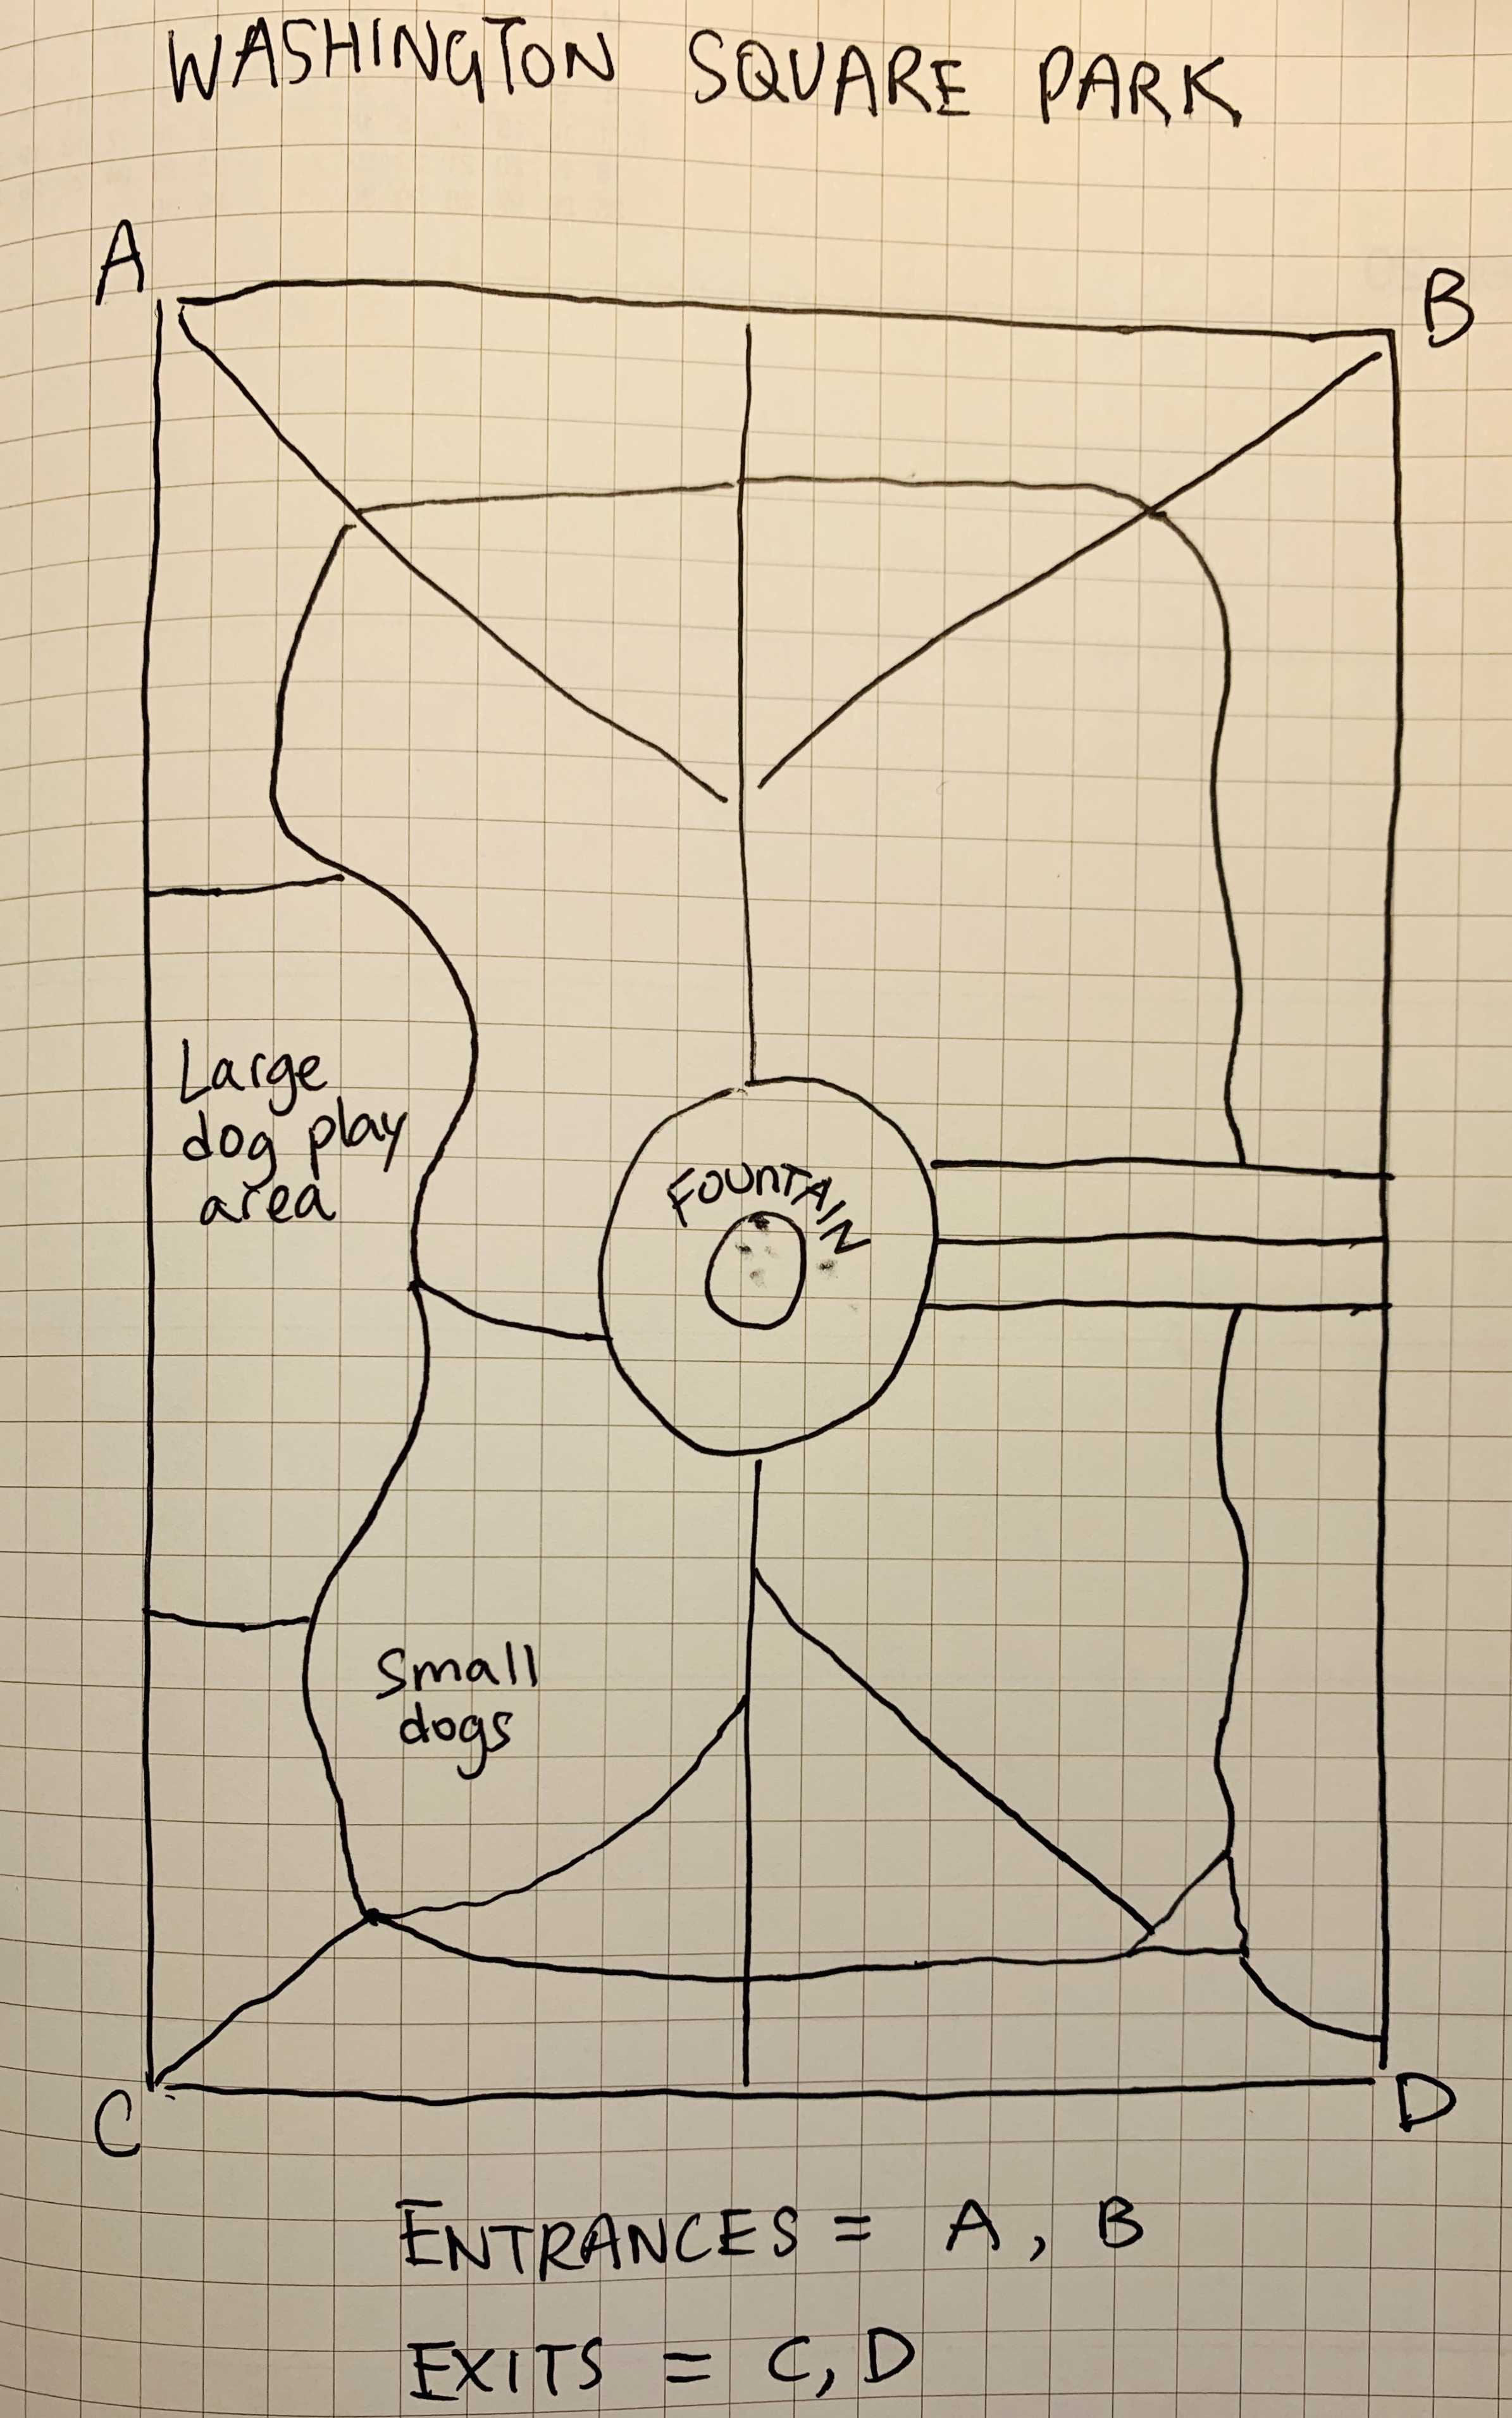 WASHINGTON SQUARE PARK
A
B
Large
dog play
area
FOUNTAIN
Small
dogs
C
D
ENTRANCES = A, B
EXITS = C, D